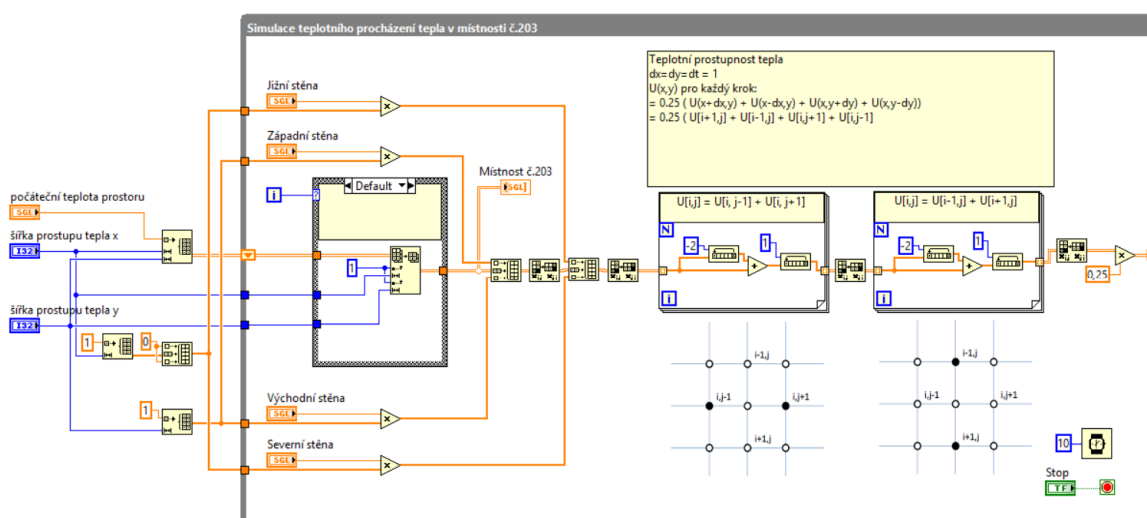 Simulace teplotního procházení tepla v místnosti č.203
Teplotní prostupnost tepla
dx=dy=dt = 1
U(x,y) pro každý krok:
= 0.25 ( U(x+dx,y) + U(x-dx,y) + U(x,y+dy) + U(x,y-dy))
= 0.25 ( U[i+1,j] + U[i-1,j] + U[i,j+1] + U[i,j-1]
Jižní stěna
SGL
Západní stěna
SGL
Místnost č.203
[SGL]
i
?
Default
počáteční teplota prostoru
SGL
šířka prostupu tepla x
I32
šířka prostupu tepla y
I32
1
1
0
1
U[i,j] = U[i, j-1] + U[i, j+1]
N
-2
1
i
U[i,j] = U[i-1,j] + U[i+1,j]
N
-2
1
i
0,25
Východní stěna
SGL
Severní stěna
SGL
i-1,j
i,j-1
i,j+1
i+1,j
i-1,j
i,j-1
i,j+1
i+1,j
10
Stop
TF